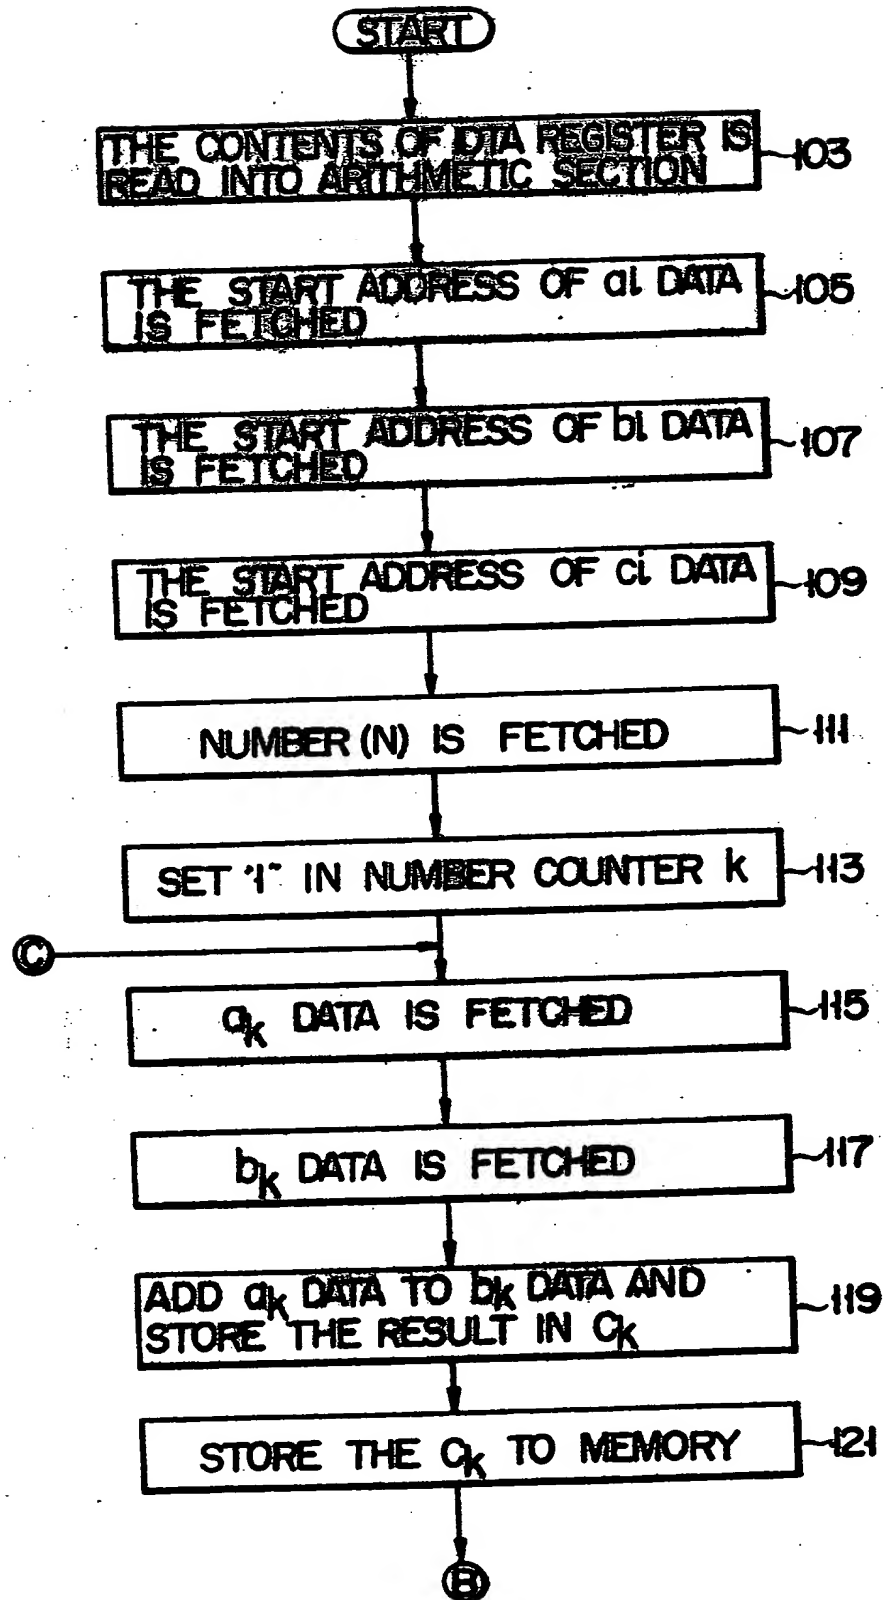 START
THE CONTENTS OF DTA REGISTER IS
READ INTO ARITHMETIC SECTION
103
THE START ADDRESS OF ai DATA
IS FETCHED
105
THE START ADDRESS OF bi DATA
IS FETCHED
107
THE START ADDRESS OF ci DATA
IS FETCHED
109
NUMBER (N) IS FETCHED
111
SET "1" IN NUMBER COUNTER k
113
C
ak DATA IS FETCHED
115
bk DATA IS FETCHED
117
ADD ak DATA TO bk DATA AND
STORE THE RESULT IN Ck
119
STORE THE Ck TO MEMORY
121
B